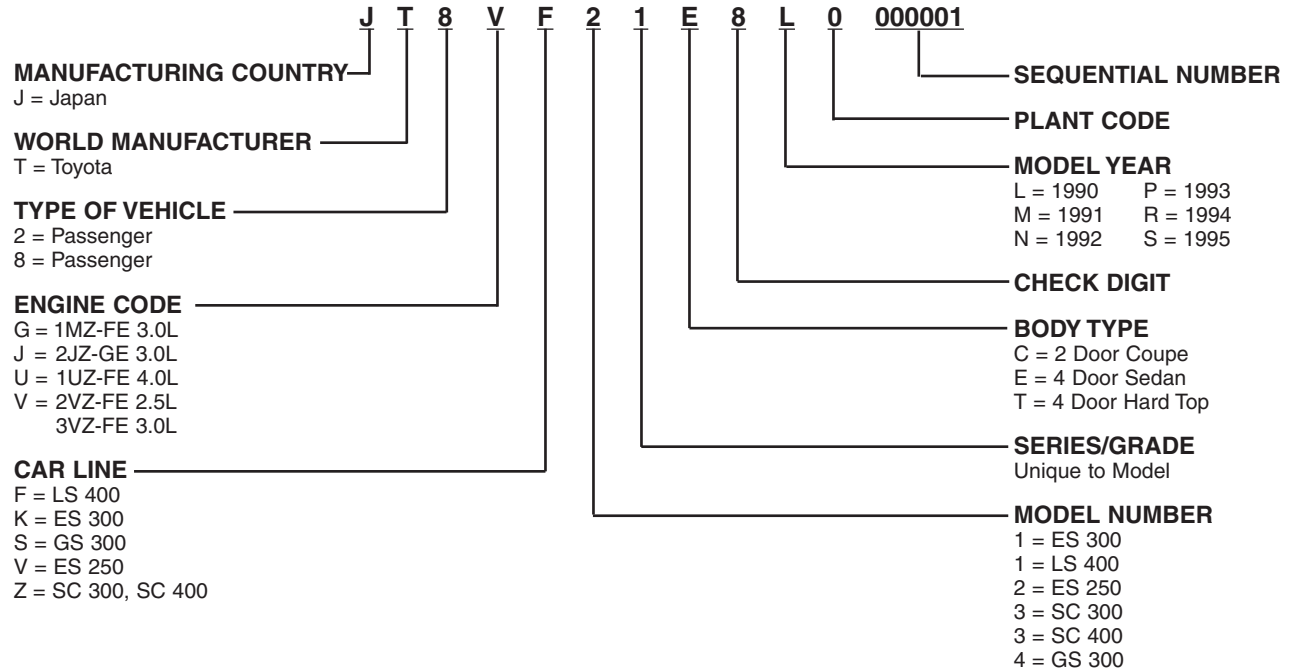 J T 8 V F 2 1 E 8 L 0 000001
MANUFACTURING COUNTRY
J = Japan
WORLD MANUFACTURER
T = Toyota
TYPE OF VEHICLE
2 = Passenger
8 = Passenger
ENGINE CODE
G = 1MZ-FE 3.0L
J = 2JZ-GE 3.0L
U = 1UZ-FE 4.0L
V = 2VZ-FE 2.5L
3VZ-FE 3.0L
CAR LINE
F = LS 400
K = ES 300
S = GS 300
V = ES 250
Z = SC 300, SC 400
SEQUENTIAL NUMBER
PLANT CODE
MODEL YEAR
L = 1990 P = 1993
M = 1991 R = 1994
N = 1992 S = 1995
CHECK DIGIT
BODY TYPE
C = 2 Door Coupe
E = 4 Door Sedan
T = 4 Door Hard Top
SERIES/GRADE
Unique to Model
MODEL NUMBER
1 = ES 300
1 = LS 400
2 = ES 250
3 = SC 300
3 = SC 400
4 = GS 300